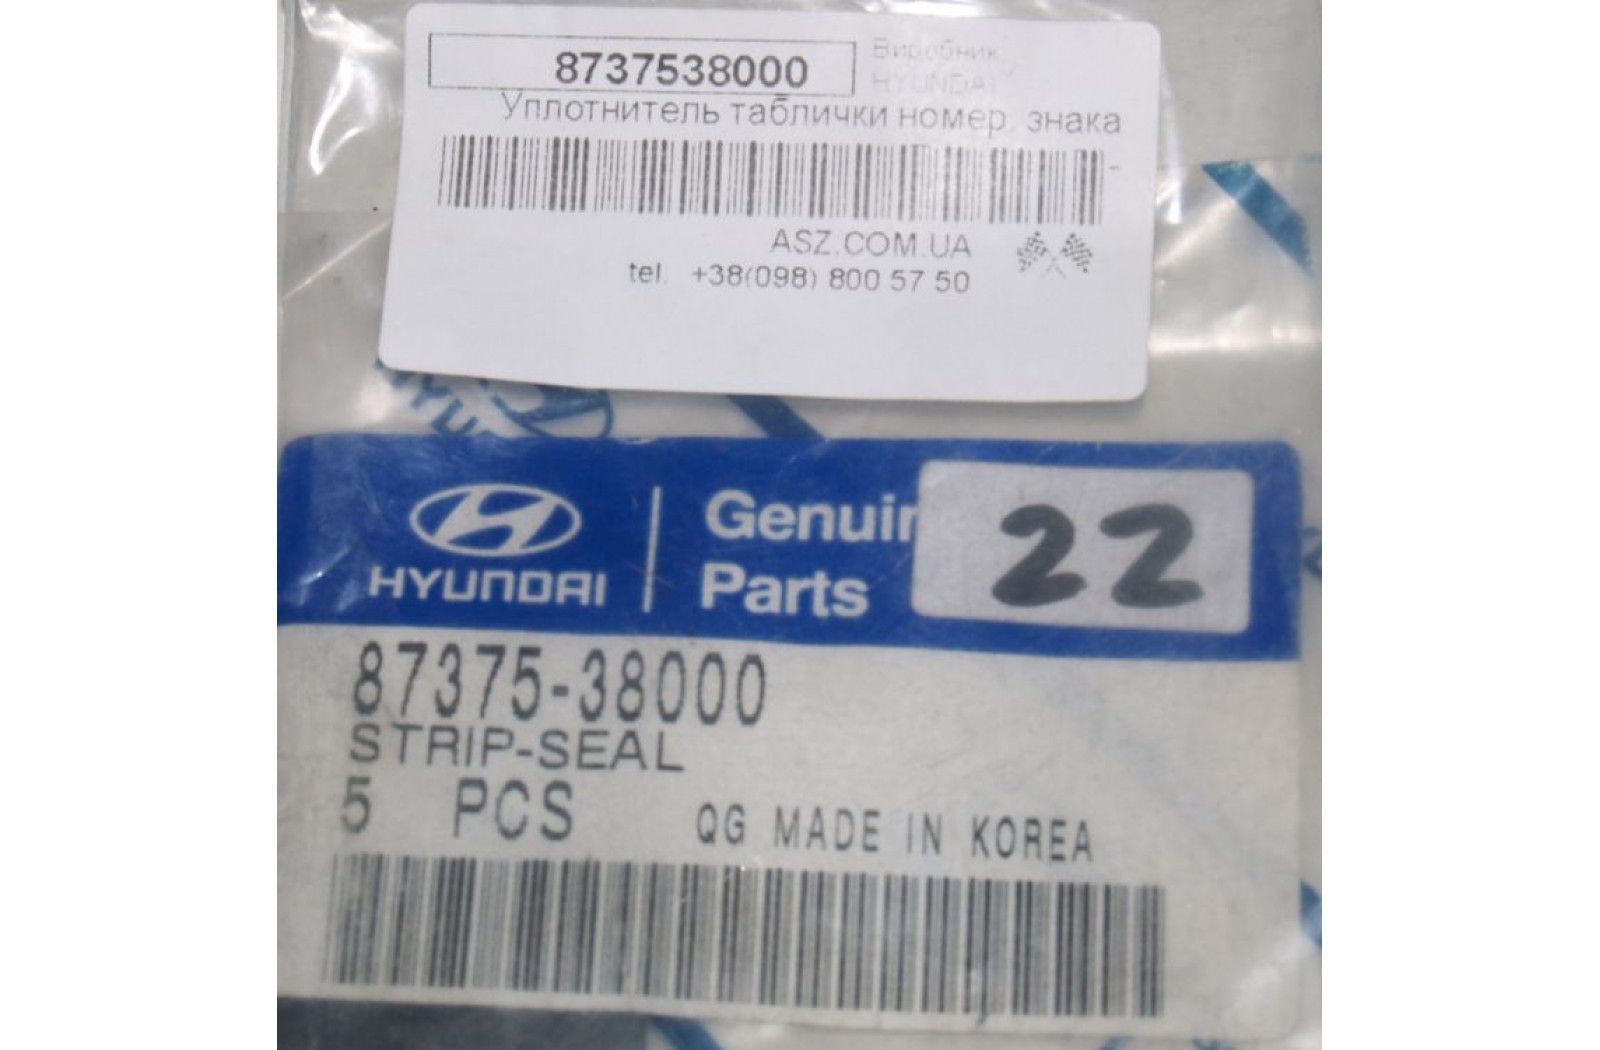 8737538000
Виробник
HYUNDAI
Уплотнитель таблички номер. знака
ASZ.COM.UA
tel. +38(098) 800 57 50
HYUNDAI
Genuin
Parts
22
87375-38000
STRIP-SEAL
5 PCS QG MADE IN KOREA